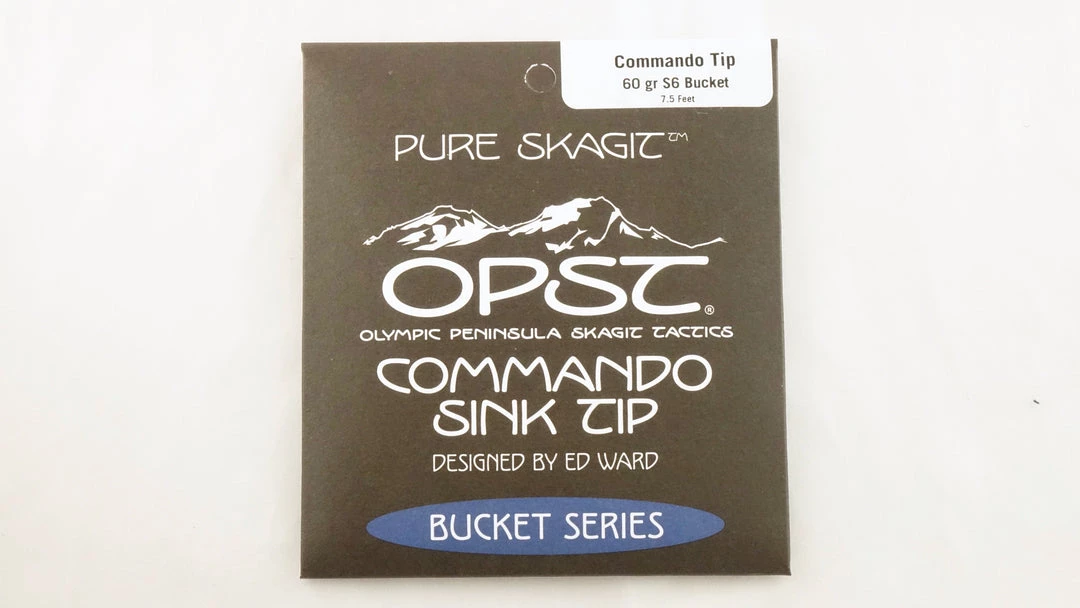 Commando Tip
60 gr S6 Bucket
7.5 Feet
PURE SKAGIT™
OPST®
OLYMPIC PENINSULA SKAGIT TACTICS
COMMANDO
SINK TIP
DESIGNED BY ED WARD
BUCKET SERIES